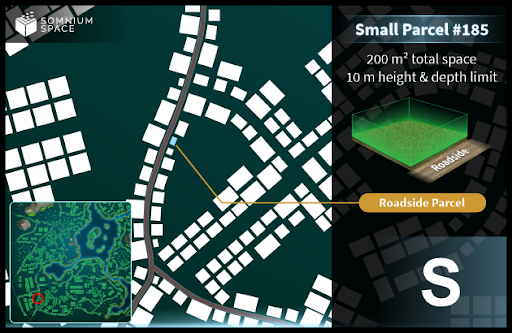 SOMNIUM
SPACE
Small Parcel #185
200 m² total space
10 m height & depth limit
Roadside
Roadside Parcel
S